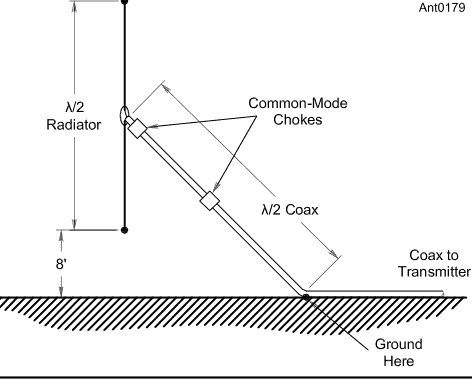 Ant0179
λ/2
Radiator
Common-Mode
Chokes
λ/2 Coax
8'
Coax to
Transmitter
Ground
Here